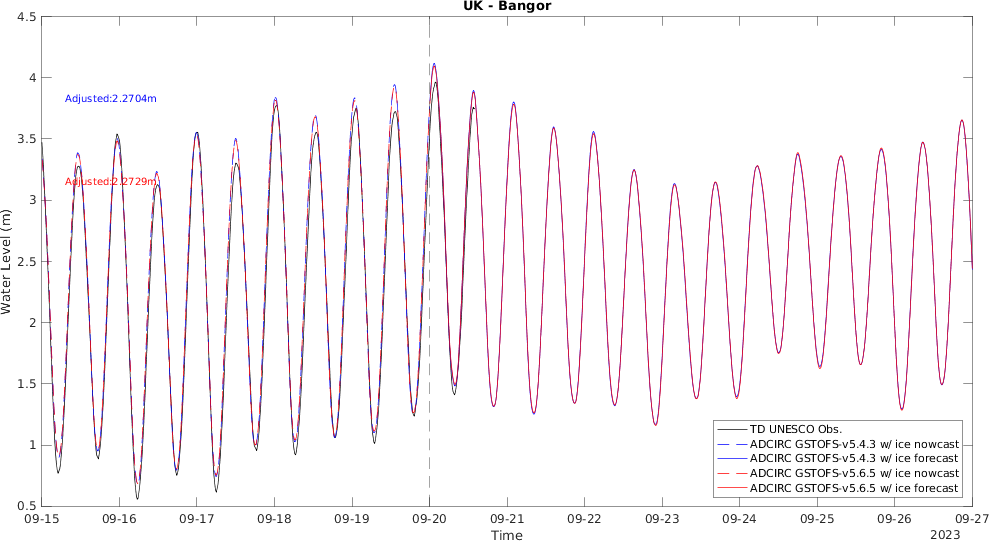 UK - Bangor
4.5
4
3.5
3
2.5
2
1.5
1
0.5
Water Level (m)
Adjusted:2.2704m
Adjusted:2.2729m
TD UNESCO Obs.
ADCIRC GSTOFS-v5.4.3 w/ ice nowcast
ADCIRC GSTOFS-v5.4.3 w/ ice forecast
ADCIRC GSTOFS-v5.6.5 w/ ice nowcast
ADCIRC GSTOFS-v5.6.5 w/ ice forecast
09-15 09-16 09-17 09-18 09-19 09-20 09-21 09-22 09-23 09-24 09-25 09-26 09-27
Time
2023